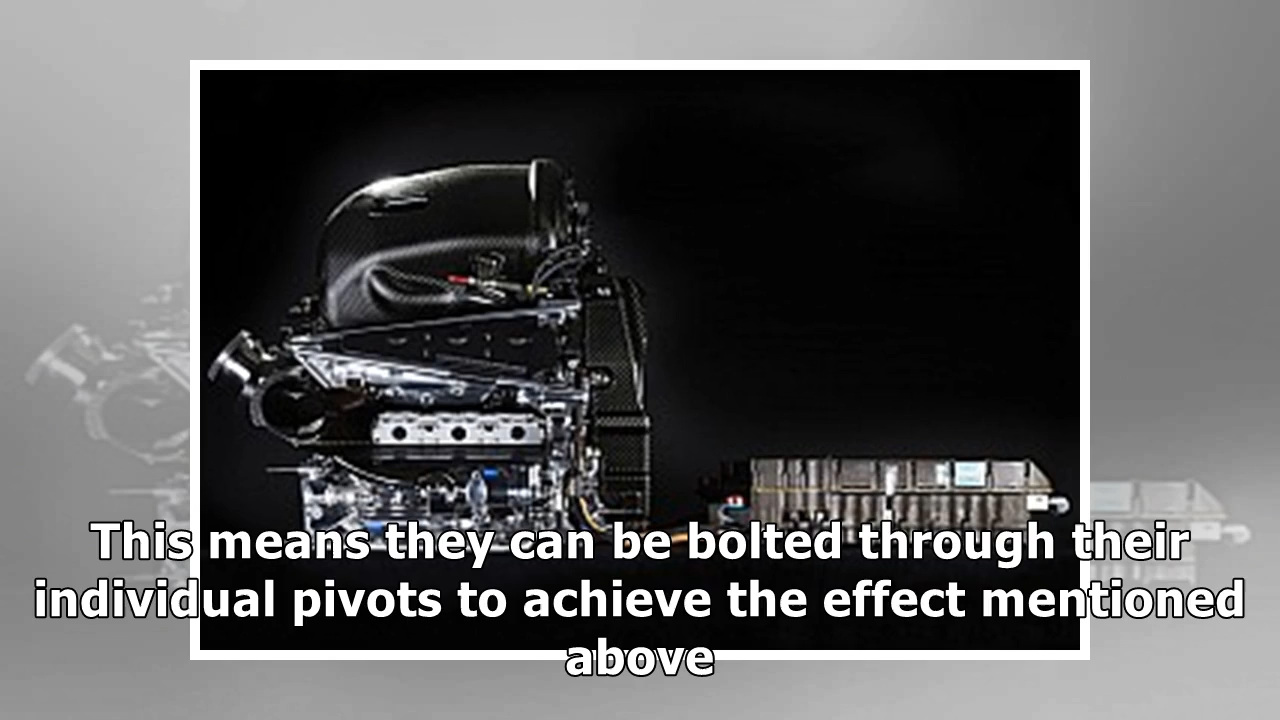 This means they can be bolted through their
individual pivots to achieve the effect mentioned
above